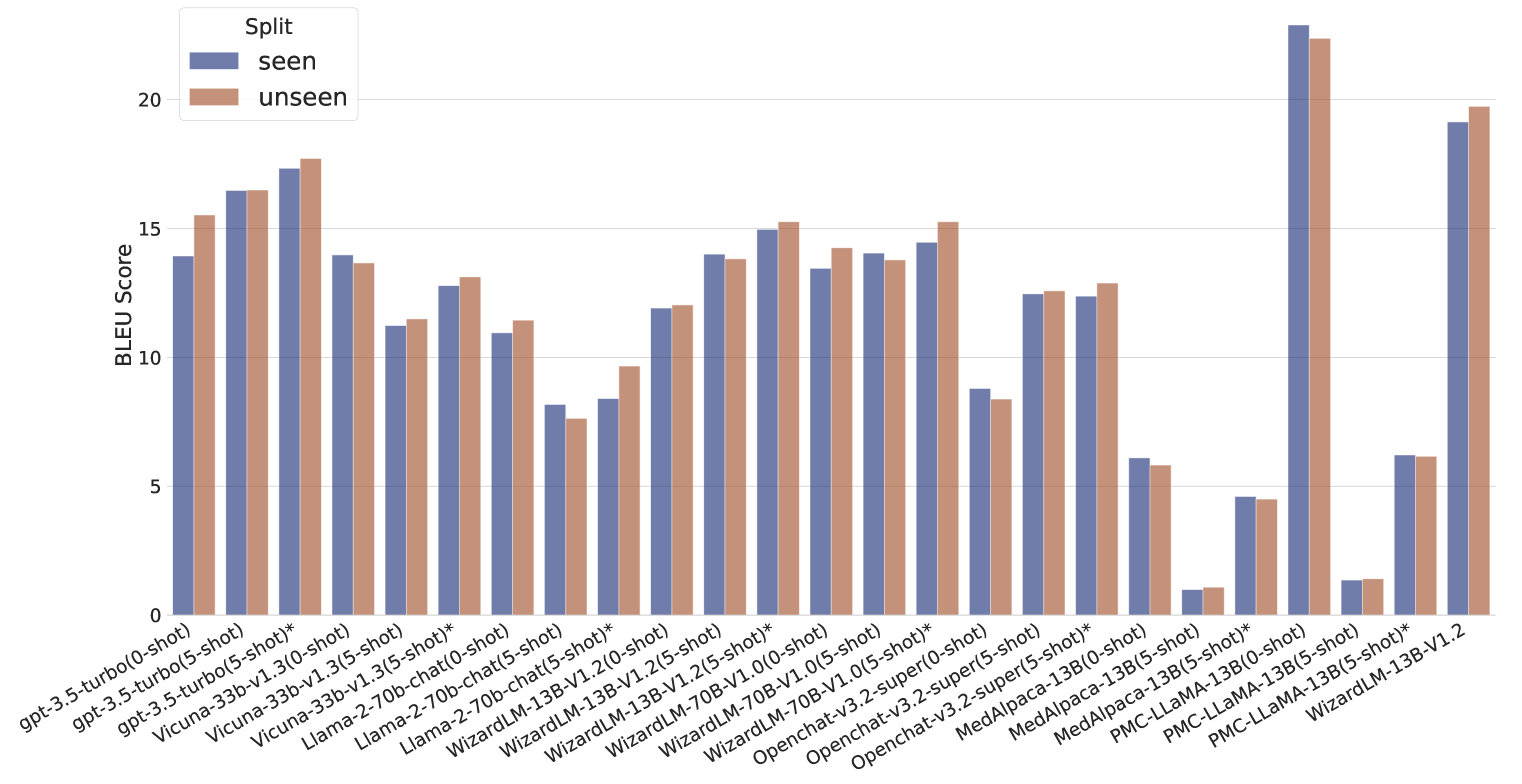 Split
seen
unseen
BLEU Score
20
15
10
5
0
gpt-3.5-turbo(0-shot)
gpt-3.5-turbo(5-shot)
gpt-3.5-turbo(5-shot)*
Vicuna-33b-v1.3(0-shot)
Vicuna-33b-v1.3(5-shot)
Vicuna-33b-v1.3(5-shot)*
Llama-2-70b-chat(0-shot)
Llama-2-70b-chat(5-shot)
Llama-2-70b-chat(5-shot)*
WizardLM-13B-V1.2(0-shot)
WizardLM-13B-V1.2(5-shot)
WizardLM-13B-V1.2(5-shot)*
WizardLM-70B-V1.0(0-shot)
WizardLM-70B-V1.0(5-shot)
WizardLM-70B-V1.0(5-shot)*
Openchat-v3.2-super(0-shot)
Openchat-v3.2-super(5-shot)
Openchat-v3.2-super(5-shot)*
MedAlpaca-13B(0-shot)
MedAlpaca-13B(5-shot)
MedAlpaca-13B(5-shot)*
PMC-LLaMA-13B(0-shot)
PMC-LLaMA-13B(5-shot)
PMC-LLaMA-13B(5-shot)*
WizardLM-13B-V1.2